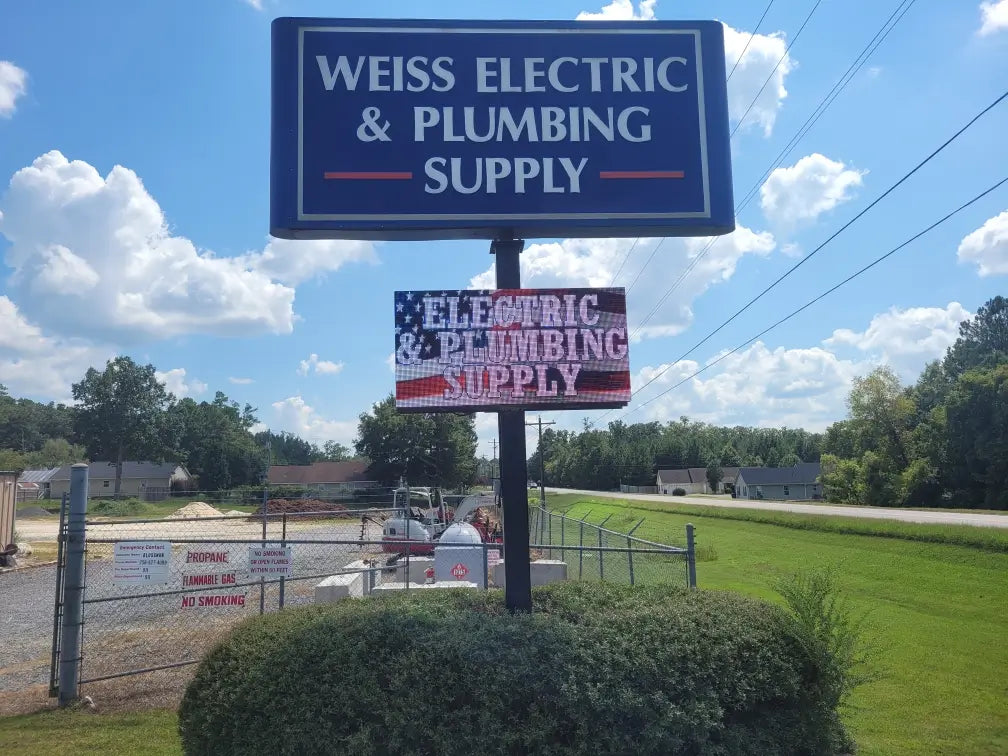 WEISS ELECTRIC
& PLUMBING
SUPPLY
ELECTRIC
& PLUMBING
SUPPLY
Emergency Contact
PROPANE
FLAMMABLE GAS
NO SMOKING
NO SMOKING
OR OPEN FLAMES
WITHIN 50 FEET